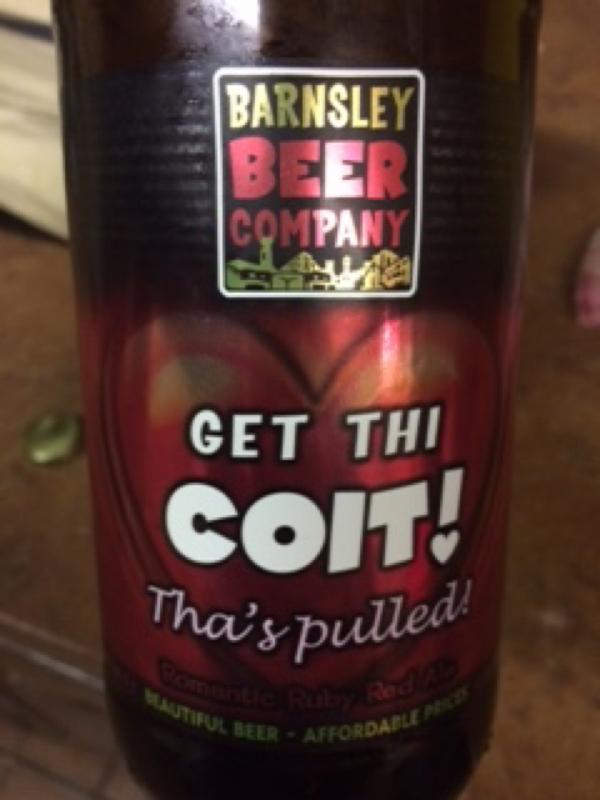 BARNSLEY
BEER
COMPANY
GET THI
COIT!
Tha's pulled!
Romantic Ruby Red Ale
BEAUTIFUL BEER - AFFORDABLE PRICES